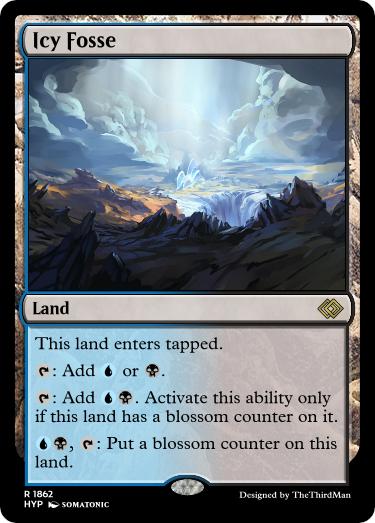 Icy Fosse
Land
This land enters tapped.
: Add or .
: Add . Activate this ability only
if this land has a blossom counter on it.
, : Put a blossom counter on this
land.
R 1862
HYP SOMATONIC
Designed by TheThirdMan